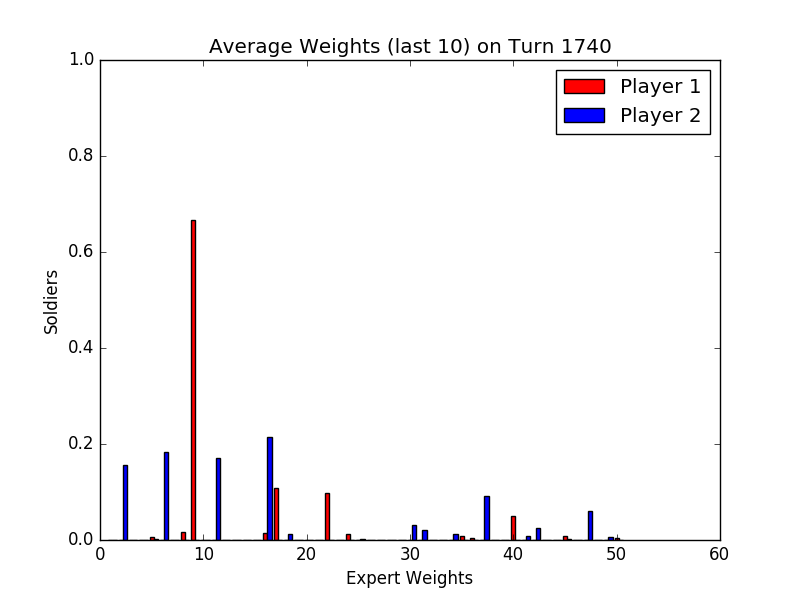 Average Weights (last 10) on Turn 1740
1.0
0.8
0.6
0.4
0.2
0.0
Soldiers
Player 1
Player 2
0 10 20 30 40 50 60
Expert Weights